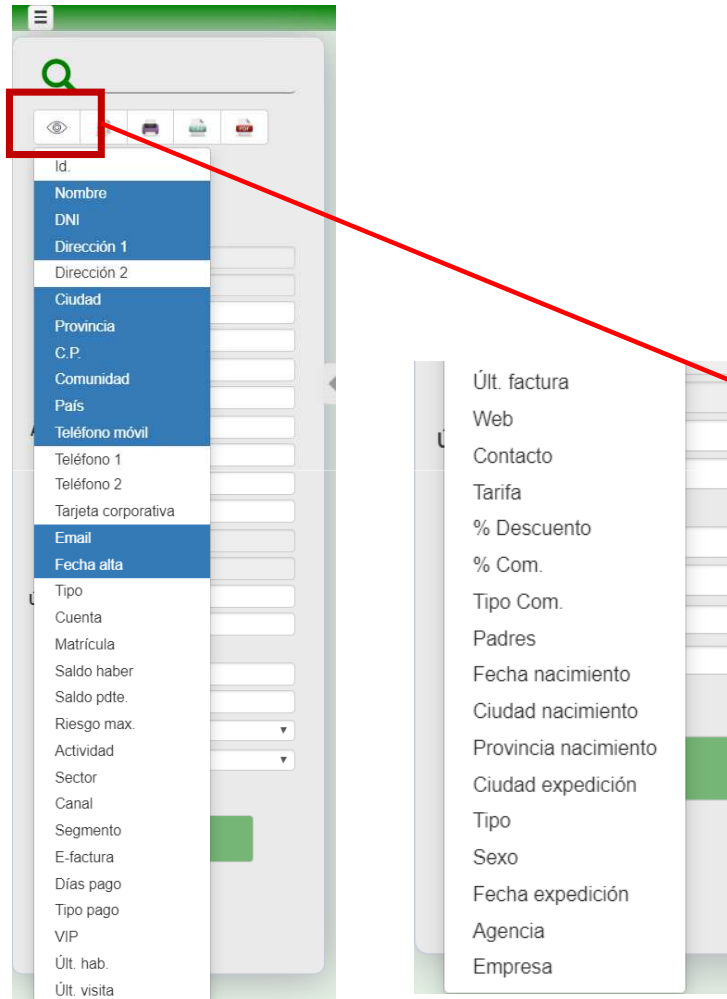 Id.
Nombre
DNI
Dirección 1
Dirección 2
Ciudad
Provincia
C.P.
Comunidad
País
Teléfono móvil
Teléfono 1
Teléfono 2
Tarjeta corporativa
Email
Fecha alta
Tipo
Cuenta
Matrícula
Saldo haber
Saldo pdte.
Riesgo max.
Actividad
Sector
Canal
Segmento
E-factura
Días pago
Tipo pago
VIP
Últ. hab.
Últ. visita
Últ. factura
Web
Contacto
Tarifa
% Descuento
% Com.
Tipo Com.
Padres
Fecha nacimiento
Ciudad nacimiento
Provincia nacimiento
Ciudad expedición
Tipo
Sexo
Fecha expedición
Agencia
Empresa